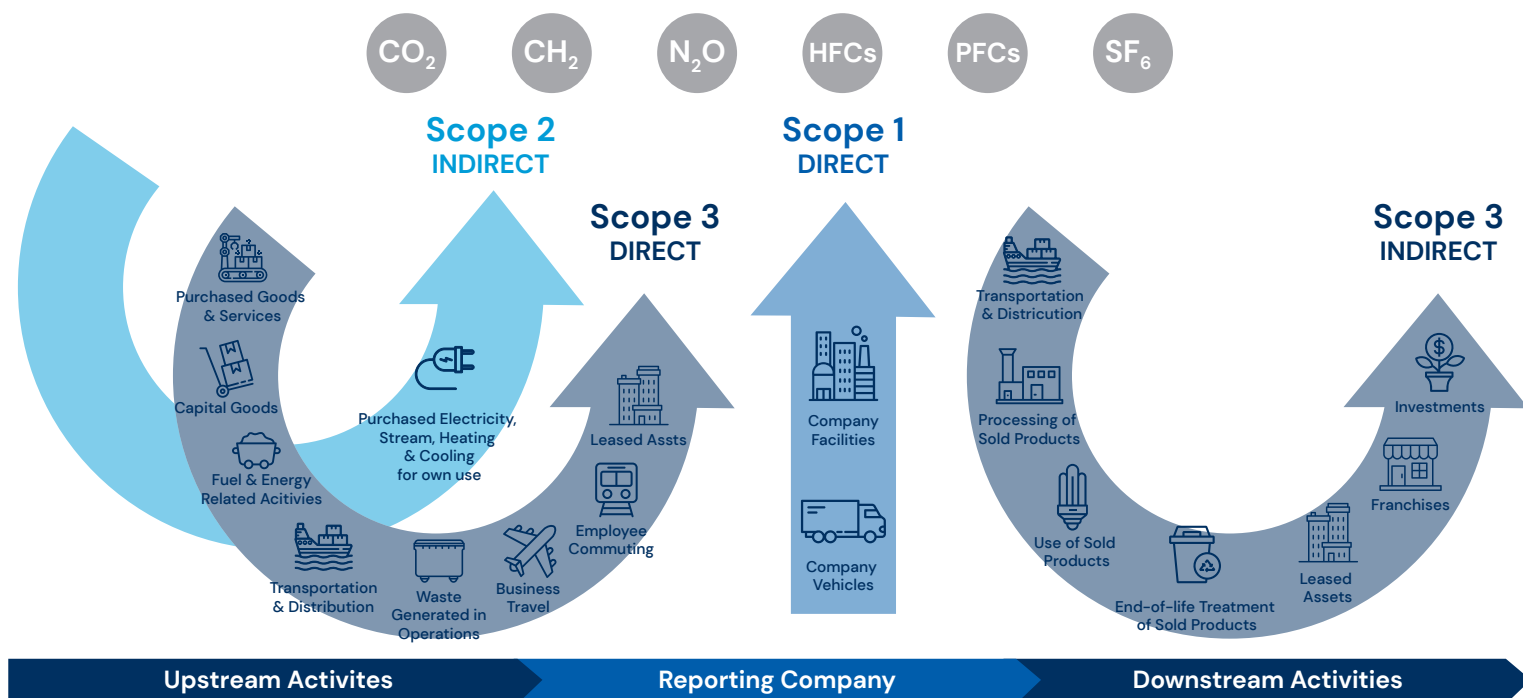 CO₂
CH₂
N₂O
HFCs
PFCs
SF₆
Scope 2
INDIRECT
Scope 1
DIRECT
Scope 3
DIRECT
Scope 3
INDIRECT
Purchased Goods
& Services
Capital Goods
Fuel & Energy
Related Acitivies
Transportation
& Distribution
Waste
Generated in
Operations
Business
Travel
Employee
Commuting
Leased Assts
Purchased Electricity,
Stream, Heating
& Cooling
for own use
Company
Facilities
Company
Vehicles
Transportation
& Districution
Processing of
Sold Products
Use of Sold
Products
End-of-life Treatment
of Sold Products
Leased
Assets
Franchises
Investments
Upstream Activites
Reporting Company
Downstream Activities